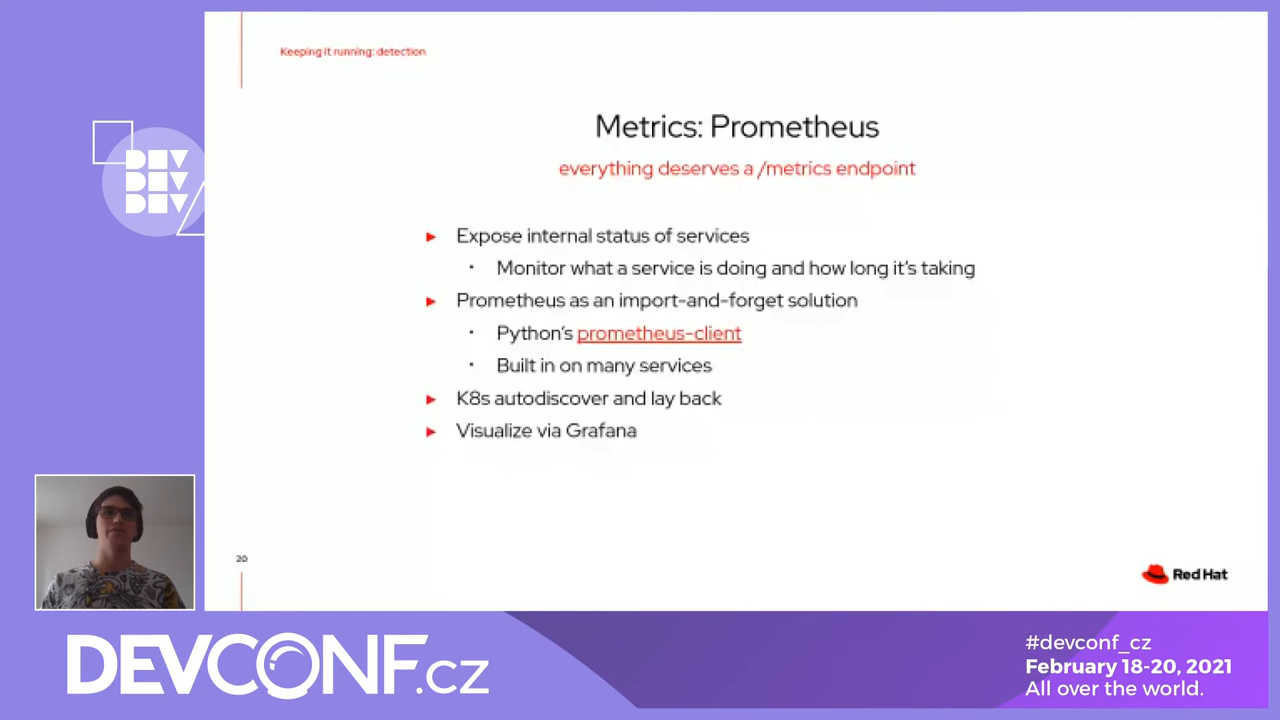 Keeping it running: detection
Metrics: Prometheus
everything deserves a /metrics endpoint
► Expose internal status of services
• Monitor what a service is doing and how long it's taking
► Prometheus as an import-and-forget solution
• Python's prometheus-client
• Built in on many services
► K8s autodiscover and lay back
► Visualize via Grafana
20
Red Hat
DEV
DEV
DEV
DEVCONF.cz
#devconf_cz
February 18-20, 2021
All over the world.